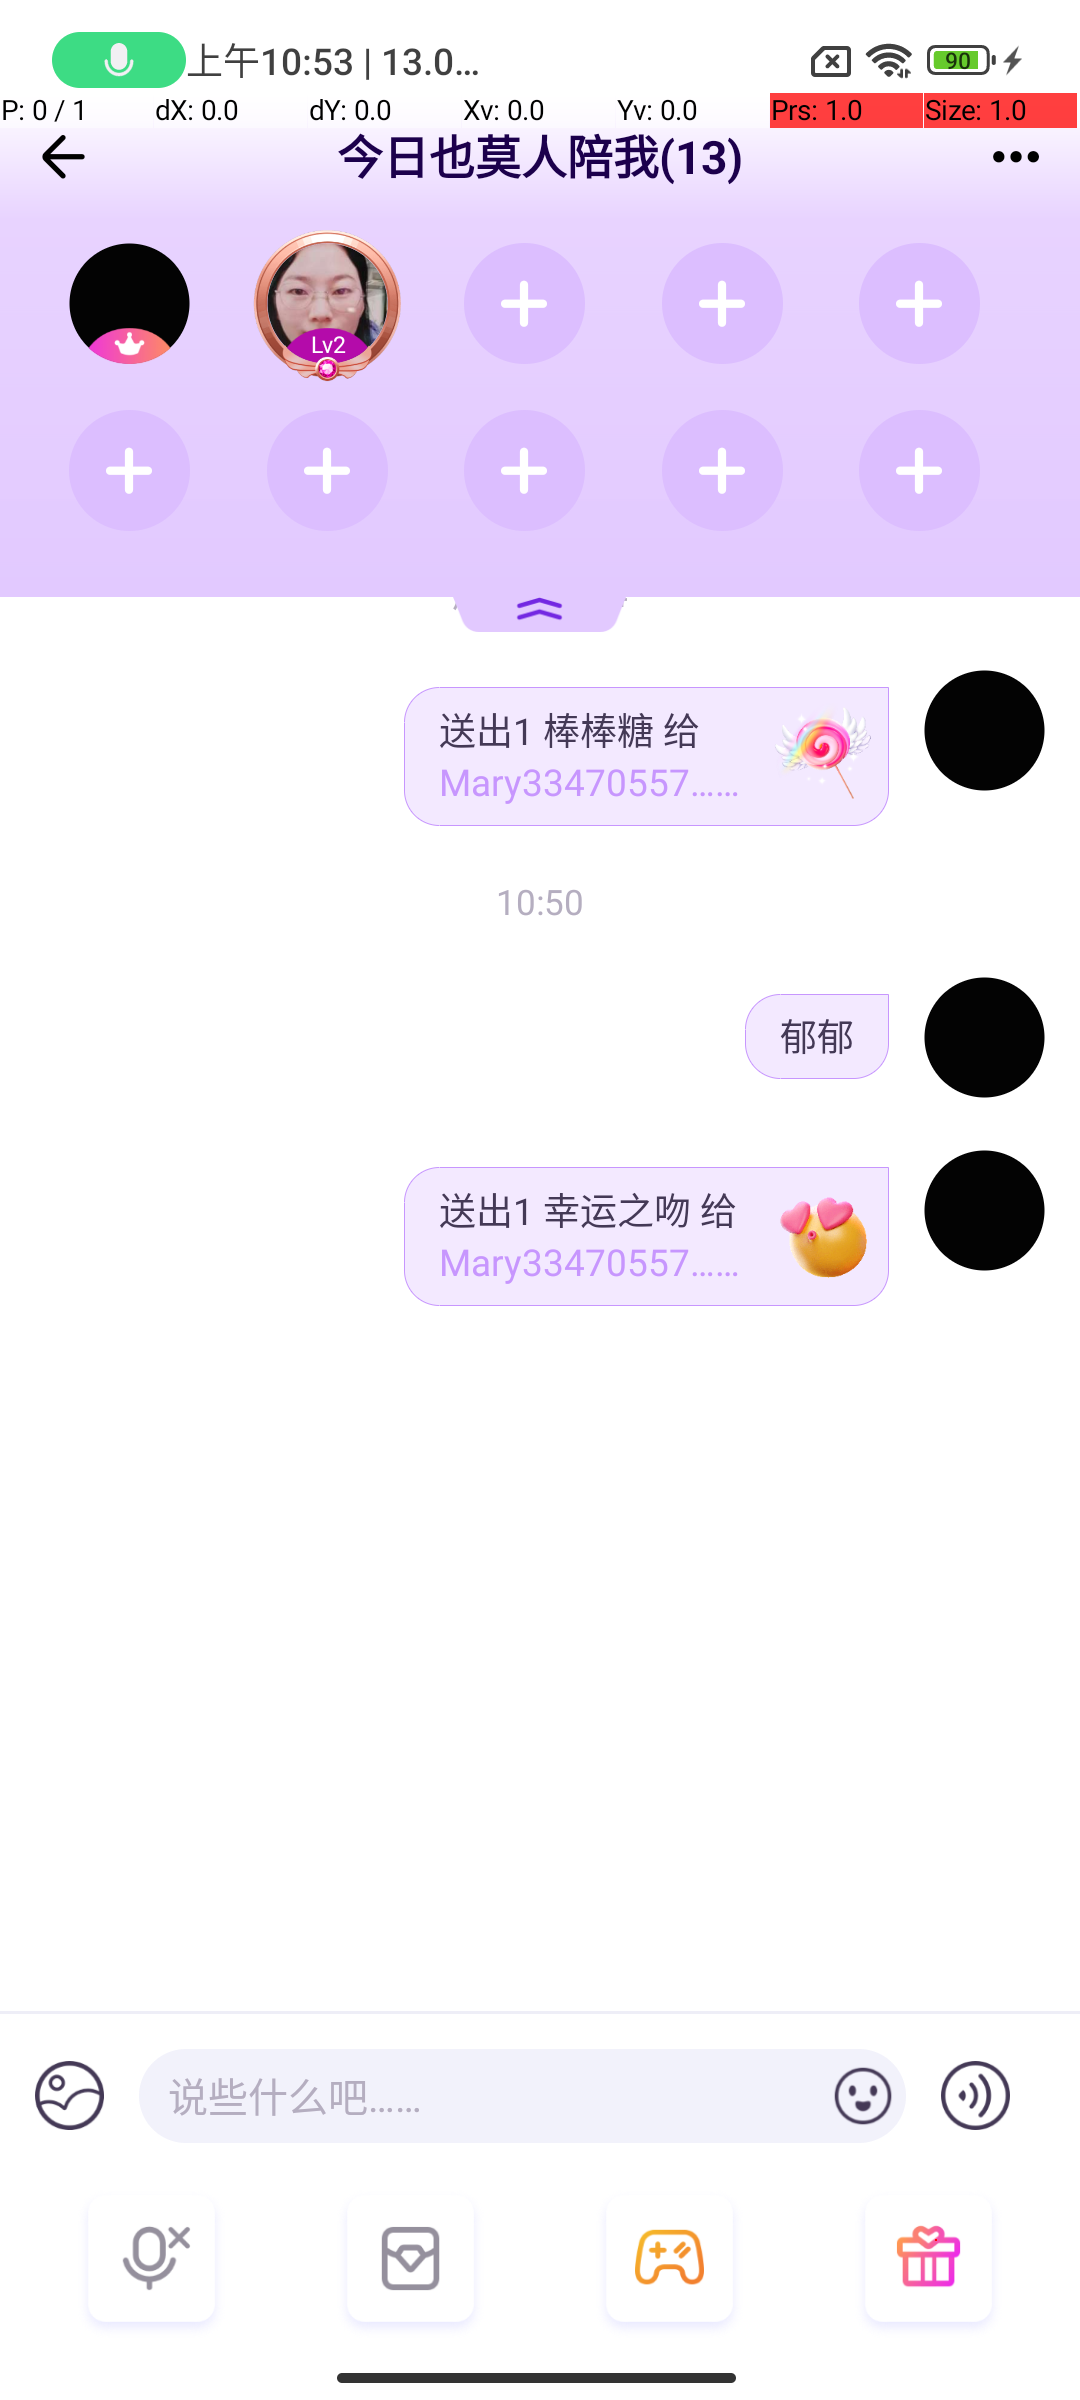 上午10:53 | 13.0...
90
P: 0 / 1 dX: 0.0 dY: 0.0 Xv: 0.0 Yv: 0.0 Prs: 1.0 Size: 1.0
今日也莫人陪我(13)
Lv2
送出1 棒棒糖 给
Mary33470557......
10:50
郁郁
送出1 幸运之吻 给
Mary33470557......
说些什么吧......